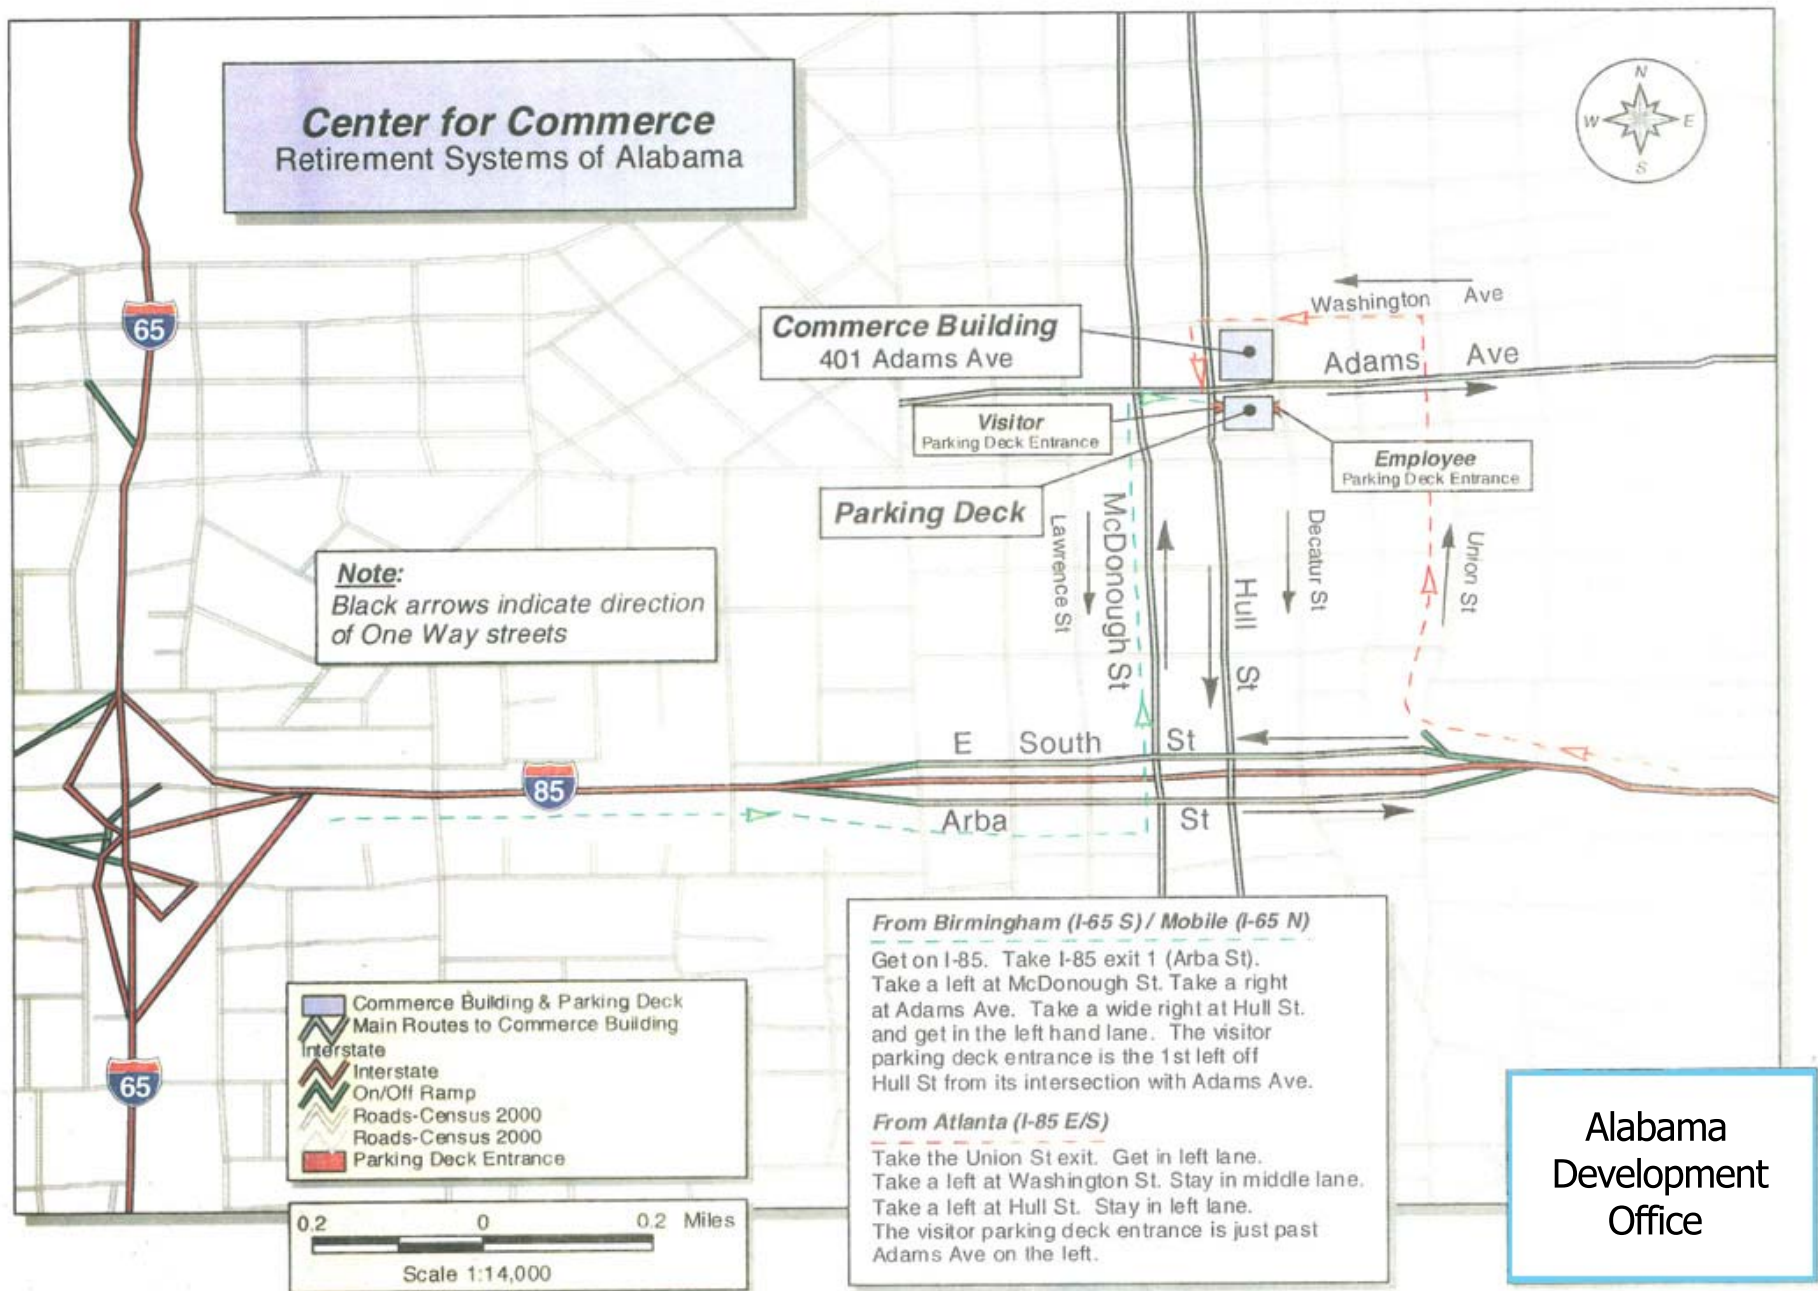 Center for Commerce
Retirement Systems of Alabama
N
W E
S
65
Washington Ave
Commerce Building
401 Adams Ave
Adams Ave
Visitor
Parking Deck Entrance
Employee
Parking Deck Entrance
Parking Deck
Lawrence St
McDonough St
Hull St
Decatur St
Union St
Note:
Black arrows indicate direction
of One Way streets
E South St
85
Arba St
From Birmingham (I-65 S) / Mobile (I-65 N)
Get on I-85. Take I-85 exit 1 (Arba St).
Take a left at McDonough St. Take a right
at Adams Ave. Take a wide right at Hull St.
and get in the left hand lane. The visitor
parking deck entrance is the 1st left off
Hull St from its intersection with Adams Ave.
From Atlanta (I-85 E/S)
Take the Union St exit. Get in left lane.
Take a left at Washington St. Stay in middle lane.
Take a left at Hull St. Stay in left lane.
The visitor parking deck entrance is just past
Adams Ave on the left.
65
Commerce Building & Parking Deck
Main Routes to Commerce Building
Interstate
Interstate
On/Off Ramp
Roads-Census 2000
Roads-Census 2000
Parking Deck Entrance
0.2 0 0.2 Miles
Scale 1:14,000
Alabama
Development
Office